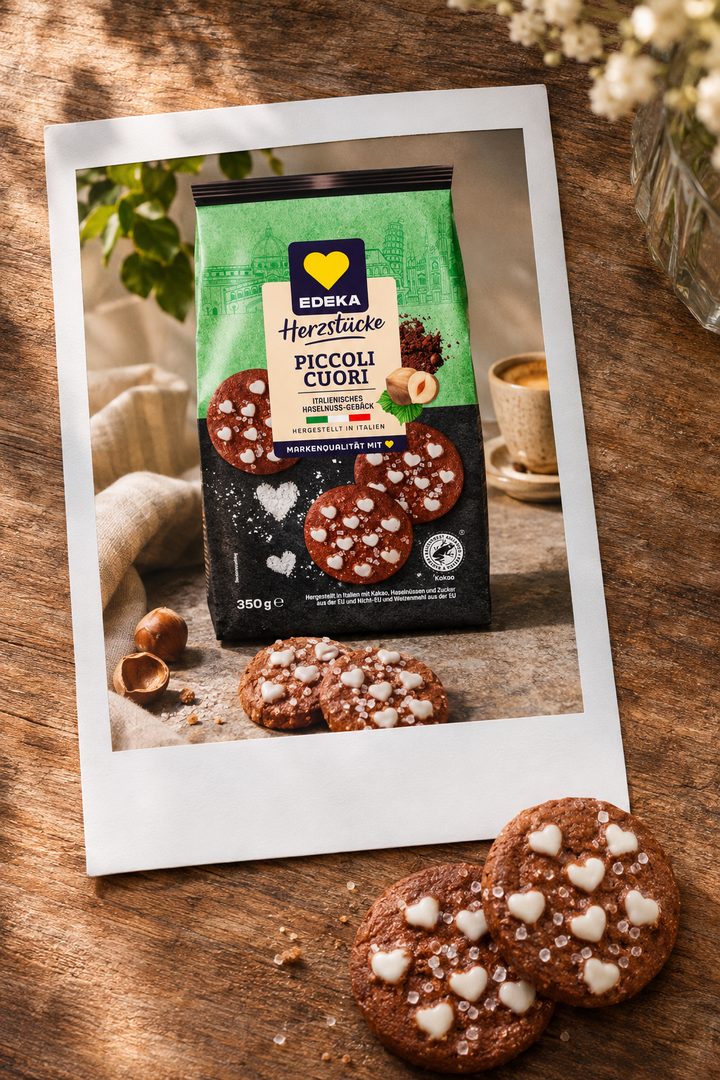 EDEKA
Herzstücke
PICCOLI
CUORI
ITALIENISCHES
HASELNUSS-GEBÄCK
HERGESTELLT IN ITALIEN
MARKENQUALITÄT MIT
350 g ℮
Kakao
Hergestellt in Italien mit Kakao, Haselnüssen und Zucker
aus der EU und Nicht-EU und Weizenmehl aus der EU